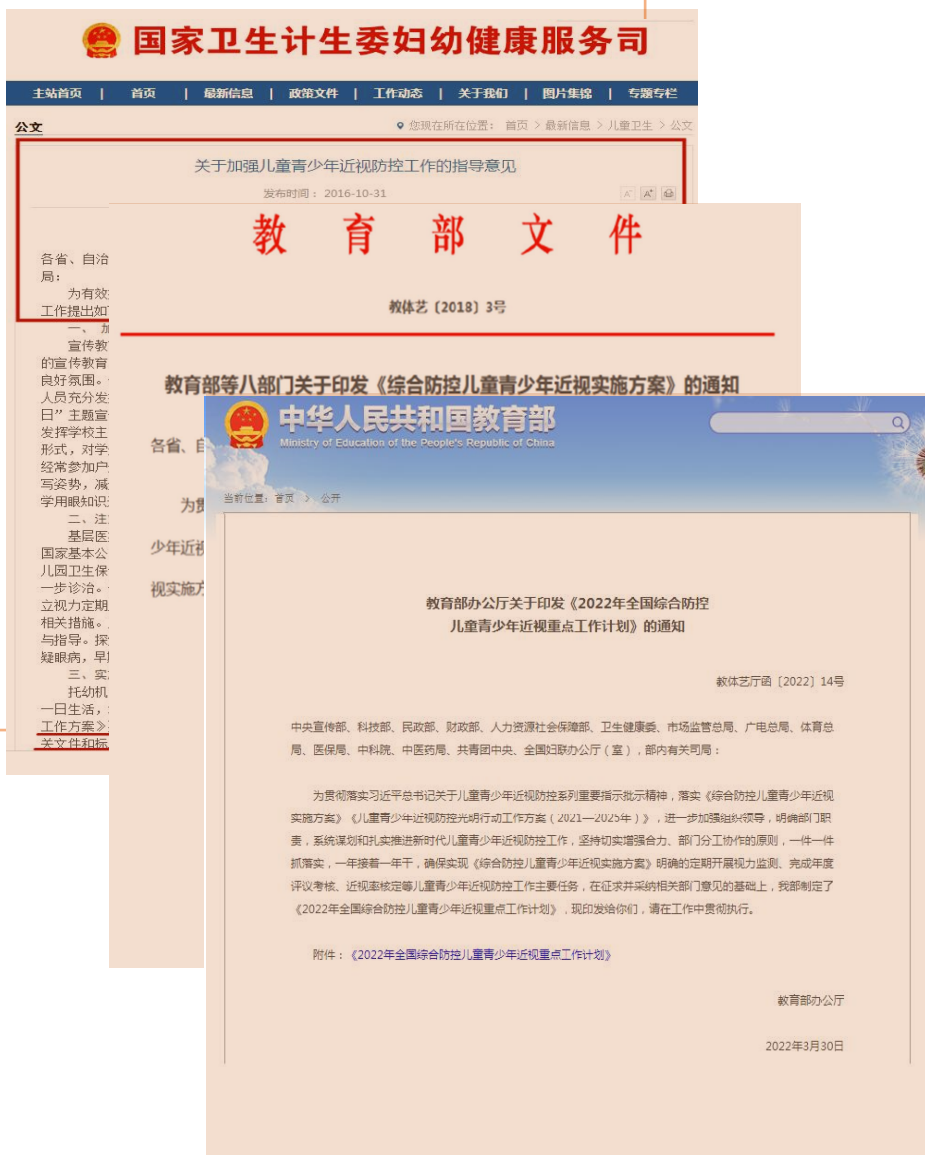 国家卫生计生委妇幼健康服务司
主站首页 | 首页 | 最新信息 | 政策文件 | 工作动态 | 关于我们 | 图片集锦 | 专题专栏
公文
您现在所在位置： 首页 > 最新信息 > 儿童卫生 > 公文
关于加强儿童青少年近视防控工作的指导意见
发布时间： 2016-10-31
各省、自治
局：
为有效
工作提出如
一、 加
宣传教
的宣传教育
良好氛围。
人员充分发
日”主题宣
发挥学校主
形式，对学
经常参加户
写姿势，减
学用眼知识
二、注
基层医
国家基本公
儿园卫生保
一步诊治。
立视力定期
相关措施。
与指导。探
疑眼病，早
三、实
托幼机
一日生活，
工作方案》
关文件和标
教育部文件
教体艺〔2018〕3号
教育部等八部门关于印发《综合防控儿童青少年近视实施方案》的通知
各省、自
为贯
少年近视
视实施方
中华人民共和国教育部
Ministry of Education of the People's Republic of China
当前位置：首页 > 公开
教育部办公厅关于印发《2022年全国综合防控
儿童青少年近视重点工作计划》的通知
教体艺厅函〔2022〕14号
中央宣传部、科技部、民政部、财政部、人力资源社会保障部、卫生健康委、市场监管总局、广电总局、体育总
局、医保局、中科院、中医药局、共青团中央、全国妇联办公厅（室），部内有关司局：
为贯彻落实习近平总书记关于儿童青少年近视防控系列重要指示批示精神，落实《综合防控儿童青少年近视
实施方案》《儿童青少年近视防控光明行动工作方案（2021—2025年）》，进一步加强组织领导，明确部门职
责，系统谋划和扎实推进新时代儿童青少年近视防控工作，坚持切实增强合力、部门分工协作的原则，一件一件
抓落实，一年接着一年干，确保实现《综合防控儿童青少年近视实施方案》明确的定期开展视力监测、完成年度
评议考核、近视率核定等儿童青少年近视防控工作主要任务，在征求并采纳相关部门意见的基础上，我部制定了
《2022年全国综合防控儿童青少年近视重点工作计划》，现印发给你们，请在工作中贯彻执行。
附件：《2022年全国综合防控儿童青少年近视重点工作计划》
教育部办公厅
2022年3月30日